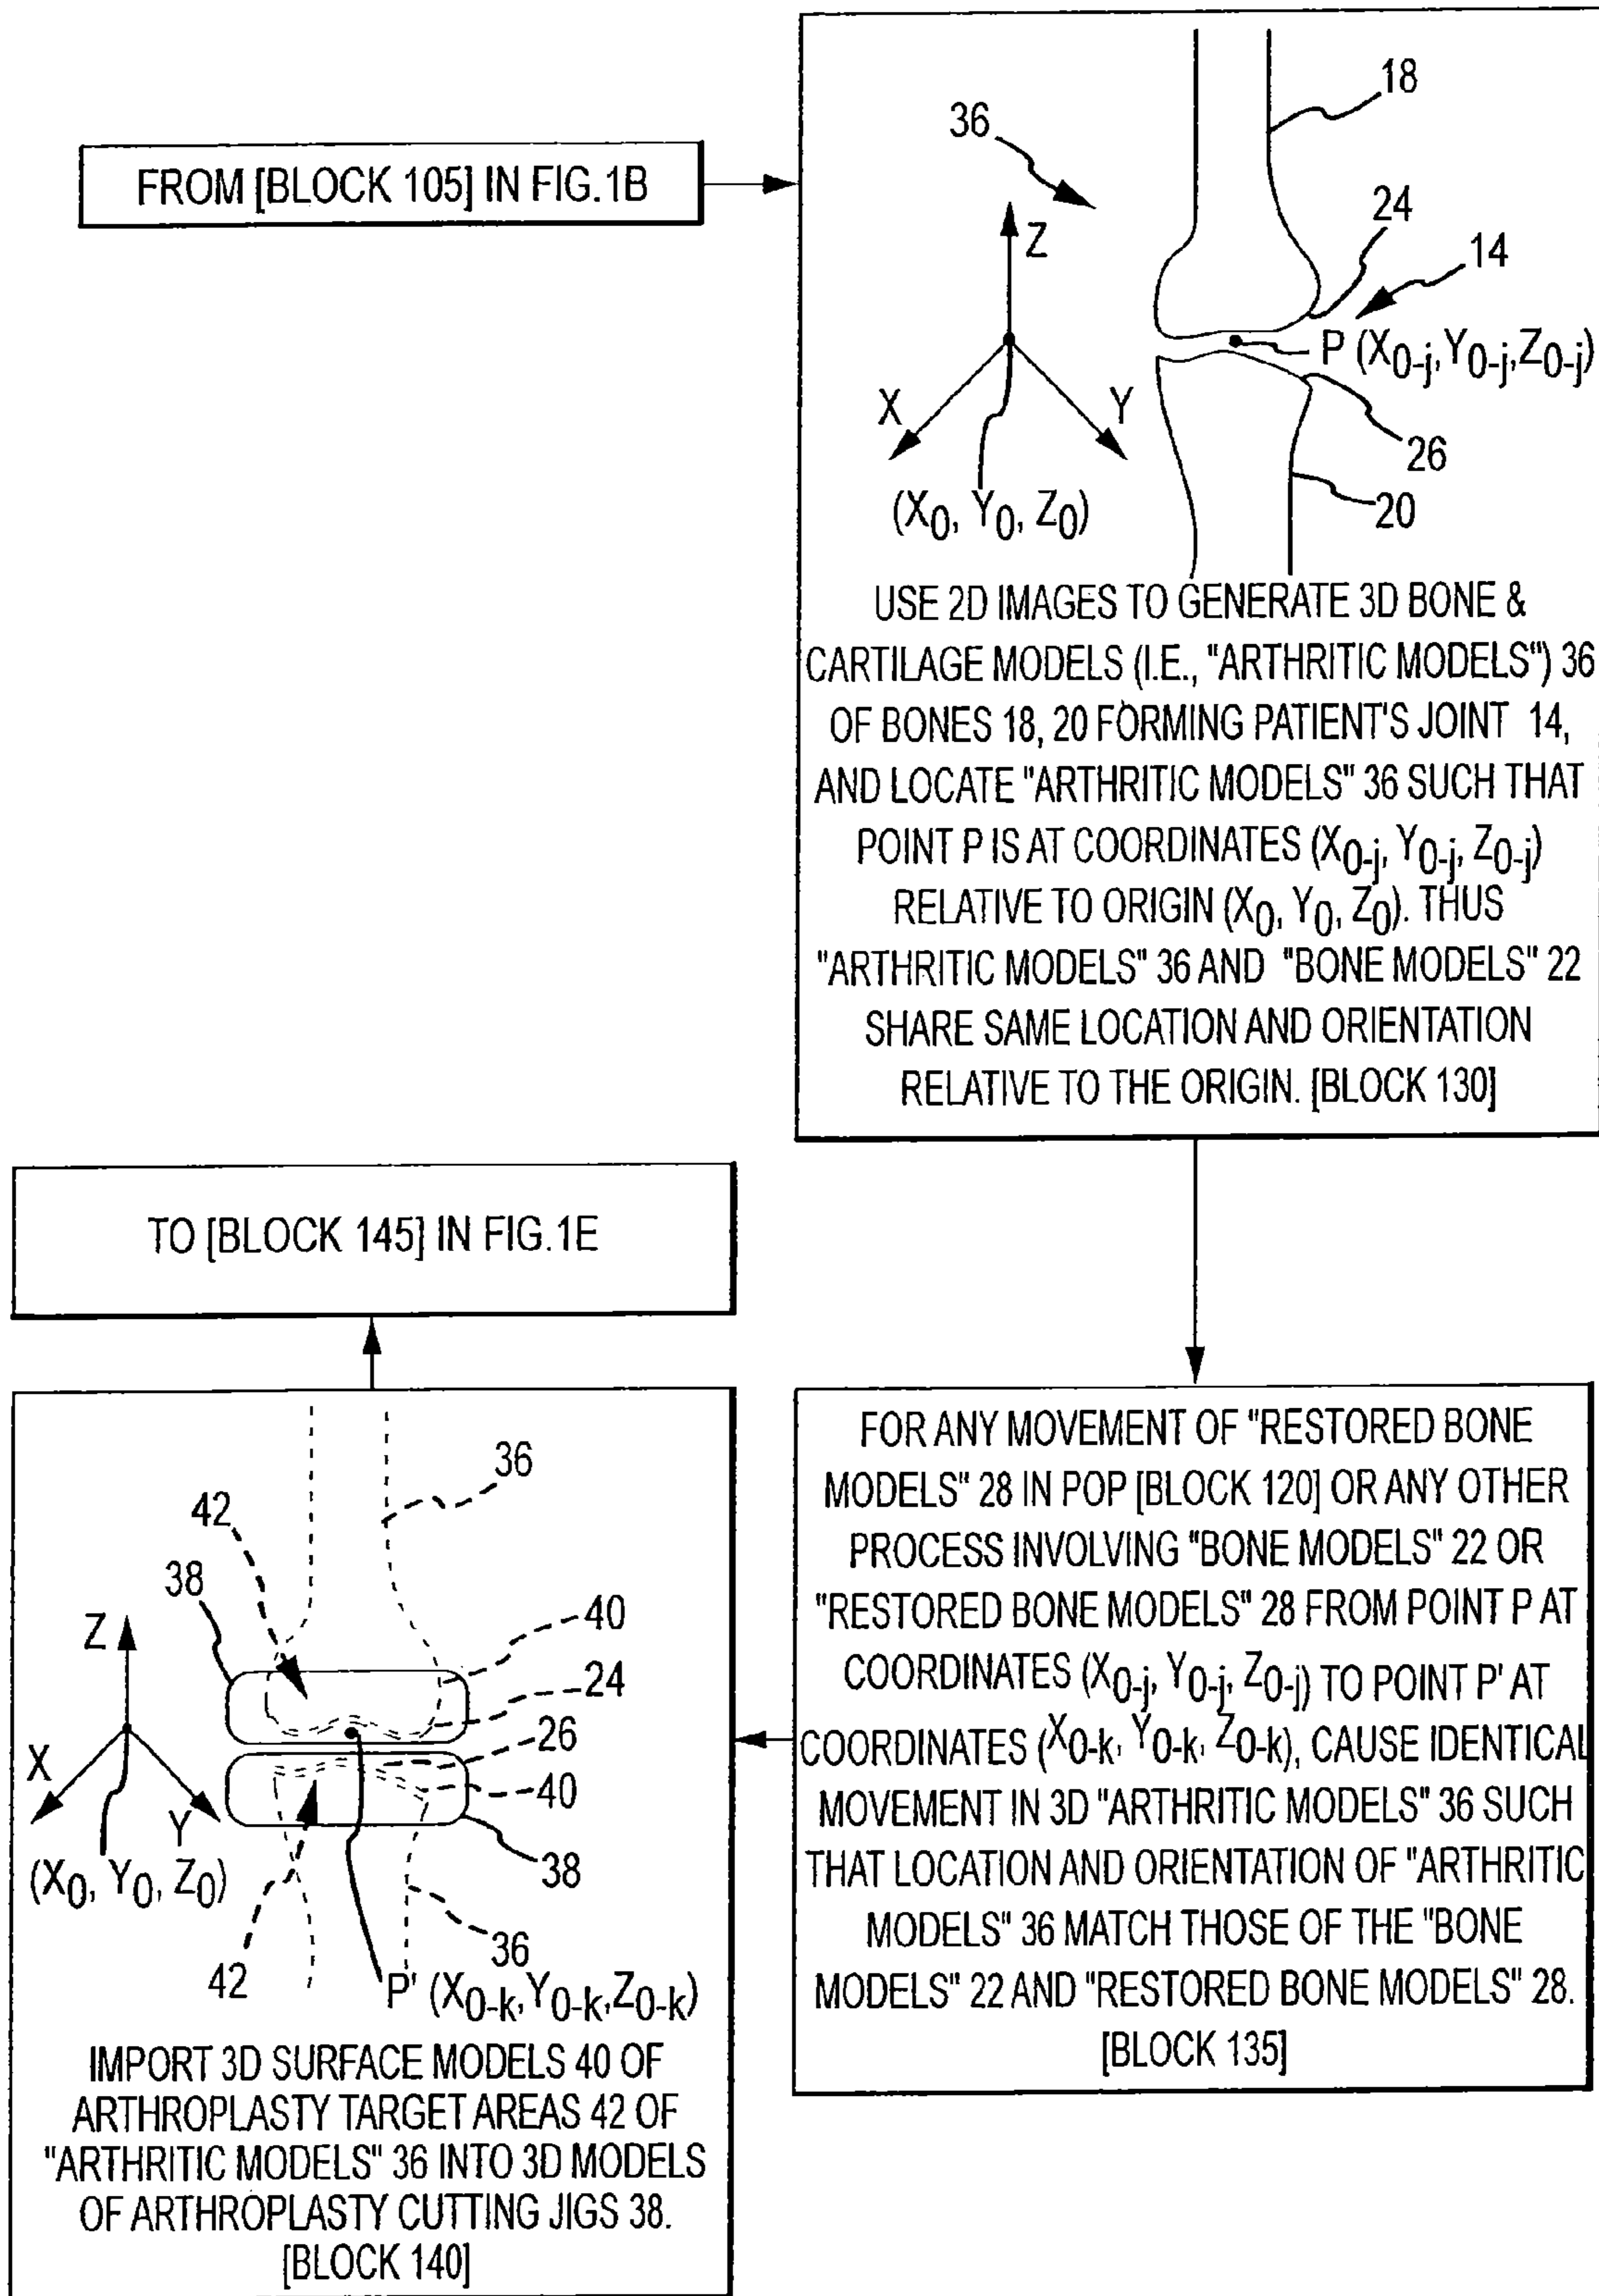 FROM [BLOCK 105] IN FIG.1B
36
18
24
14
Z
P (X0-j,Y0-j,Z0-j)
X
Y
26
(X0, Y0, Z0)
20
USE 2D IMAGES TO GENERATE 3D BONE &
CARTILAGE MODELS (I.E., "ARTHRITIC MODELS") 36
OF BONES 18, 20 FORMING PATIENT'S JOINT 14,
AND LOCATE "ARTHRITIC MODELS" 36 SUCH THAT
POINT P IS AT COORDINATES (X0-j, Y0-j, Z0-j)
RELATIVE TO ORIGIN (X0, Y0, Z0). THUS
"ARTHRITIC MODELS" 36 AND "BONE MODELS" 22
SHARE SAME LOCATION AND ORIENTATION
RELATIVE TO THE ORIGIN. [BLOCK 130]
FOR ANY MOVEMENT OF "RESTORED BONE
MODELS" 28 IN POP [BLOCK 120] OR ANY OTHER
PROCESS INVOLVING "BONE MODELS" 22 OR
"RESTORED BONE MODELS" 28 FROM POINT P AT
COORDINATES (X0-j, Y0-j, Z0-j) TO POINT P' AT
COORDINATES (X0-k, Y0-k, Z0-k), CAUSE IDENTICAL
MOVEMENT IN 3D "ARTHRITIC MODELS" 36 SUCH
THAT LOCATION AND ORIENTATION OF "ARTHRITIC
MODELS" 36 MATCH THOSE OF THE "BONE
MODELS" 22 AND "RESTORED BONE MODELS" 28.
[BLOCK 135]
36
42
38
40
Z
24
26
X
40
Y
38
(X0, Y0, Z0)
36
42
P' (X0-k,Y0-k,Z0-k)
IMPORT 3D SURFACE MODELS 40 OF
ARTHROPLASTY TARGET AREAS 42 OF
"ARTHRITIC MODELS" 36 INTO 3D MODELS
OF ARTHROPLASTY CUTTING JIGS 38.
[BLOCK 140]
TO [BLOCK 145] IN FIG.1E